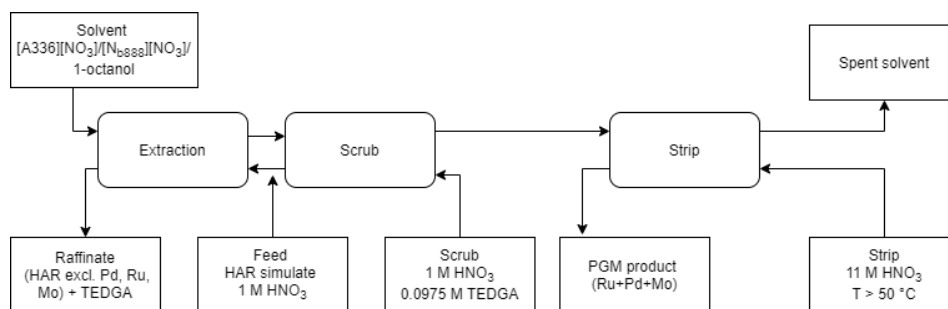 Solvent
[A336][NO₃]/[Nb888][NO₃]/
1-octanol
Spent solvent
Extraction
Scrub
Strip
Raffinate
(HAR excl. Pd, Ru,
Mo) + TEDGA
Feed
HAR simulate
1 M HNO₃
Scrub
1 M HNO₃
0.0975 M TEDGA
PGM product
(Ru+Pd+Mo)
Strip
11 M HNO₃
T > 50 °C